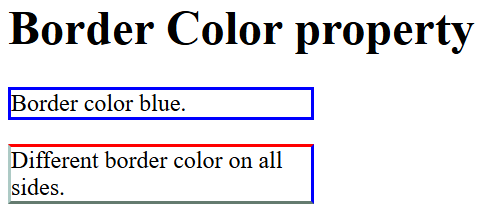 Border Color property
Border color blue.
Different border color on all
sides.